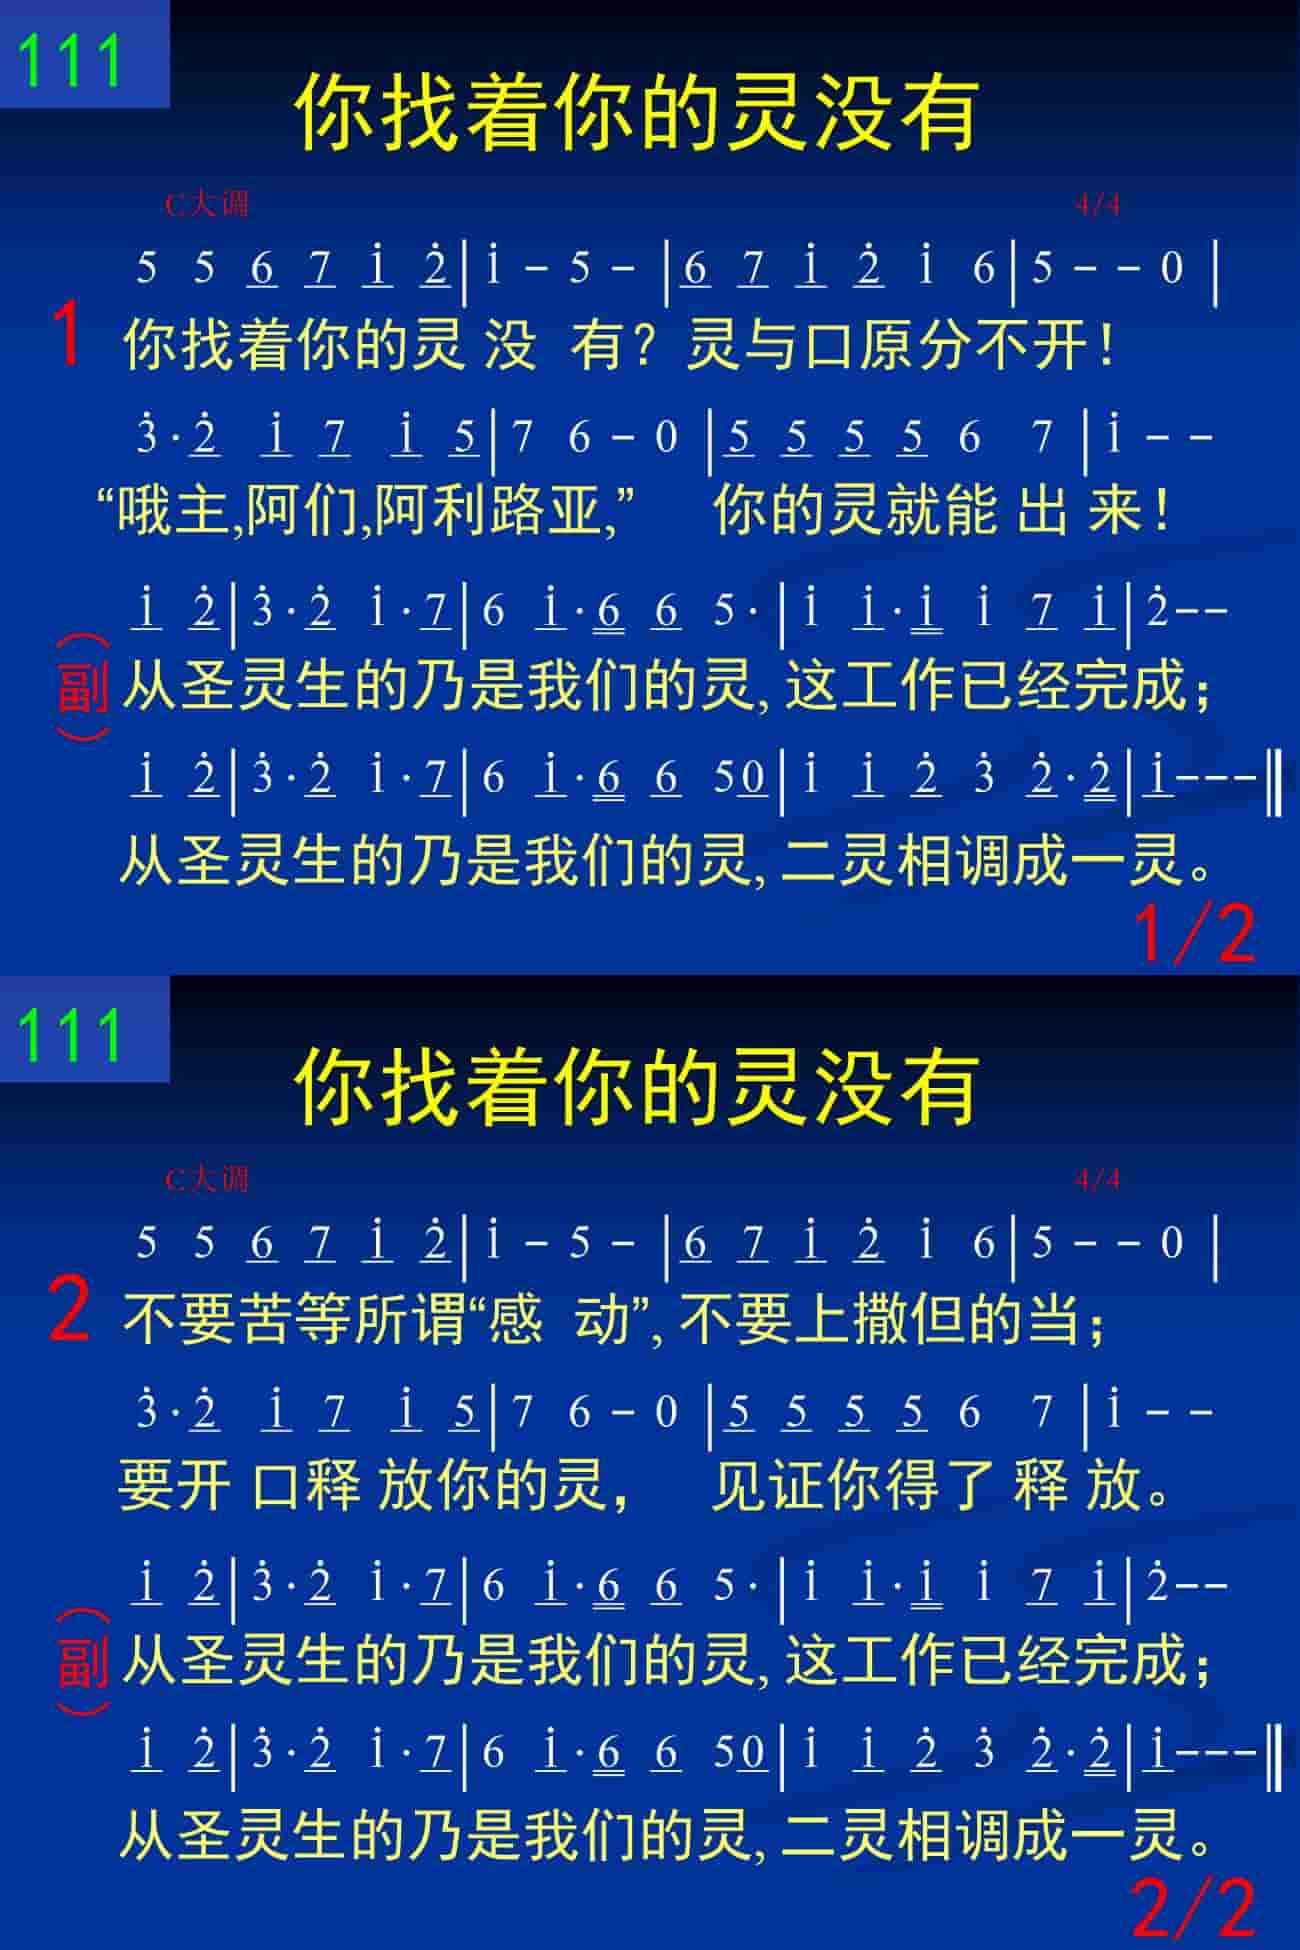 111
你找着你的灵没有
C大调 4/4
5 5 6 7 i̇ 2̇ | i̇ - 5 - | 6 7 i̇ 2̇ i̇ 6 | 5 - - 0 |
1 你找着你的灵 没 有？灵与口原分不开！
3̇ · 2̇ i̇ 7 i̇ 5 | 7 6 - 0 | 5 5 5 5 6 7 | i̇ - -
“哦主,阿们,阿利路亚,” 你的灵就能 出 来！
i̇ 2̇ | 3̇ · 2̇ i · 7 | 6 i̇ · 6 6 5 · | i̇ i̇ · i̇ i̇ 7 i̇ | 2̇ - -
（副） 从圣灵生的乃是我们的灵, 这工作已经完成；
i̇ 2̇ | 3̇ · 2̇ i · 7 | 6 i̇ · 6 6 5 0 | i̇ i̇ 2̇ 3̇ 2̇ · 2̇ | i̇ - - - ‖
从圣灵生的乃是我们的灵, 二灵相调成一灵。
1/2
111
你找着你的灵没有
C大调 4/4
5 5 6 7 i̇ 2̇ | i̇ - 5 - | 6 7 i̇ 2̇ i̇ 6 | 5 - - 0 |
2 不要苦等所谓“感 动”, 不要上撒但的当；
3̇ · 2̇ i̇ 7 i̇ 5 | 7 6 - 0 | 5 5 5 5 6 7 | i̇ - -
要开 口释 放你的灵， 见证你得了 释 放。
i̇ 2̇ | 3̇ · 2̇ i · 7 | 6 i̇ · 6 6 5 · | i̇ i̇ · i̇ i̇ 7 i̇ | 2̇ - -
（副） 从圣灵生的乃是我们的灵, 这工作已经完成；
i̇ 2̇ | 3̇ · 2̇ i · 7 | 6 i̇ · 6 6 5 0 | i̇ i̇ 2̇ 3̇ 2̇ · 2̇ | i̇ - - - ‖
从圣灵生的乃是我们的灵, 二灵相调成一灵。
2/2